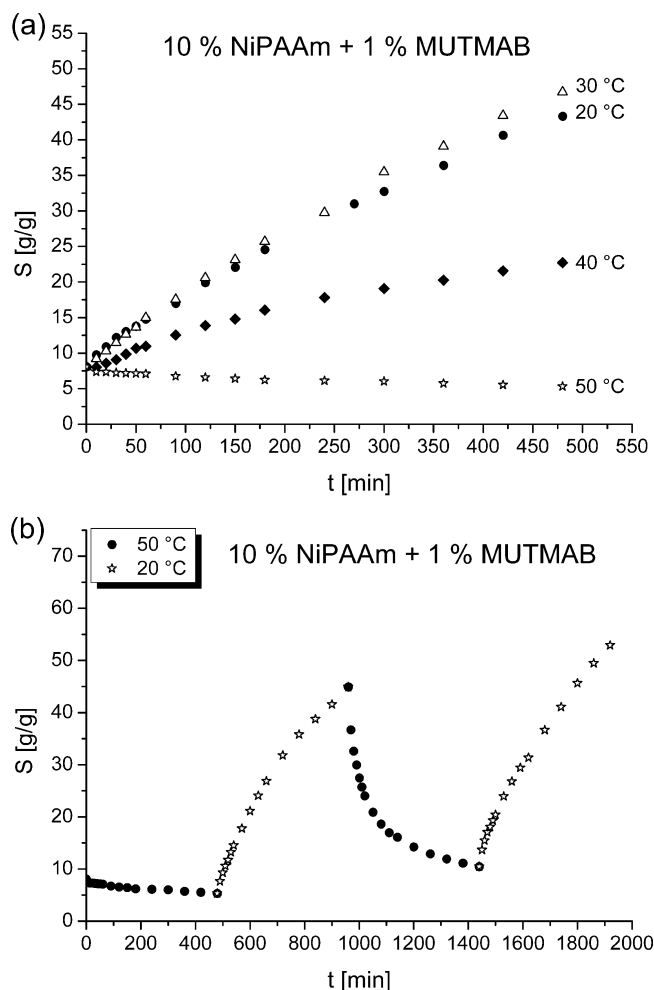 (a)
10 % NiPAAm + 1 % MUTMAB
55
50
45
40
35
30
25
20
15
10
5
0
S [g/g]
30 °C
20 °C
40 °C
50 °C
0 50 100 150 200 250 300 350 400 450 500 550
t [min]
(b)
50 °C
20 °C
10 % NiPAAm + 1 % MUTMAB
70
60
50
40
30
20
10
0
S [g/g]
0 200 400 600 800 1000 1200 1400 1600 1800 2000
t [min]